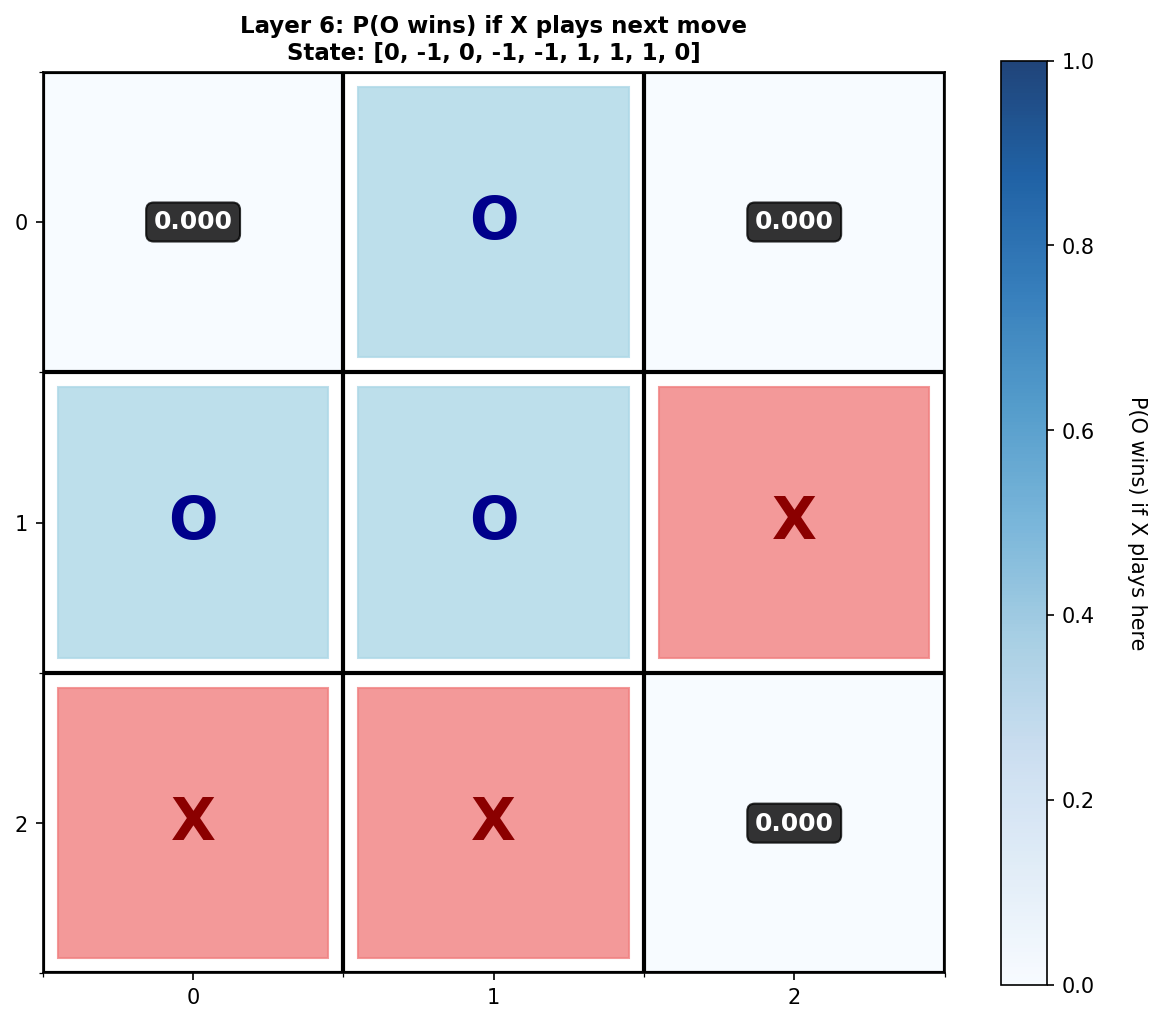 Layer 6: P(O wins) if X plays next move
State: [0, -1, 0, -1, -1, 1, 1, 1, 0]
0 0.000 O 0.000
1 O O X
2 X X 0.000
0 1 2
1.0
0.8
0.6
0.4
0.2
0.0
P(O wins) if X plays here